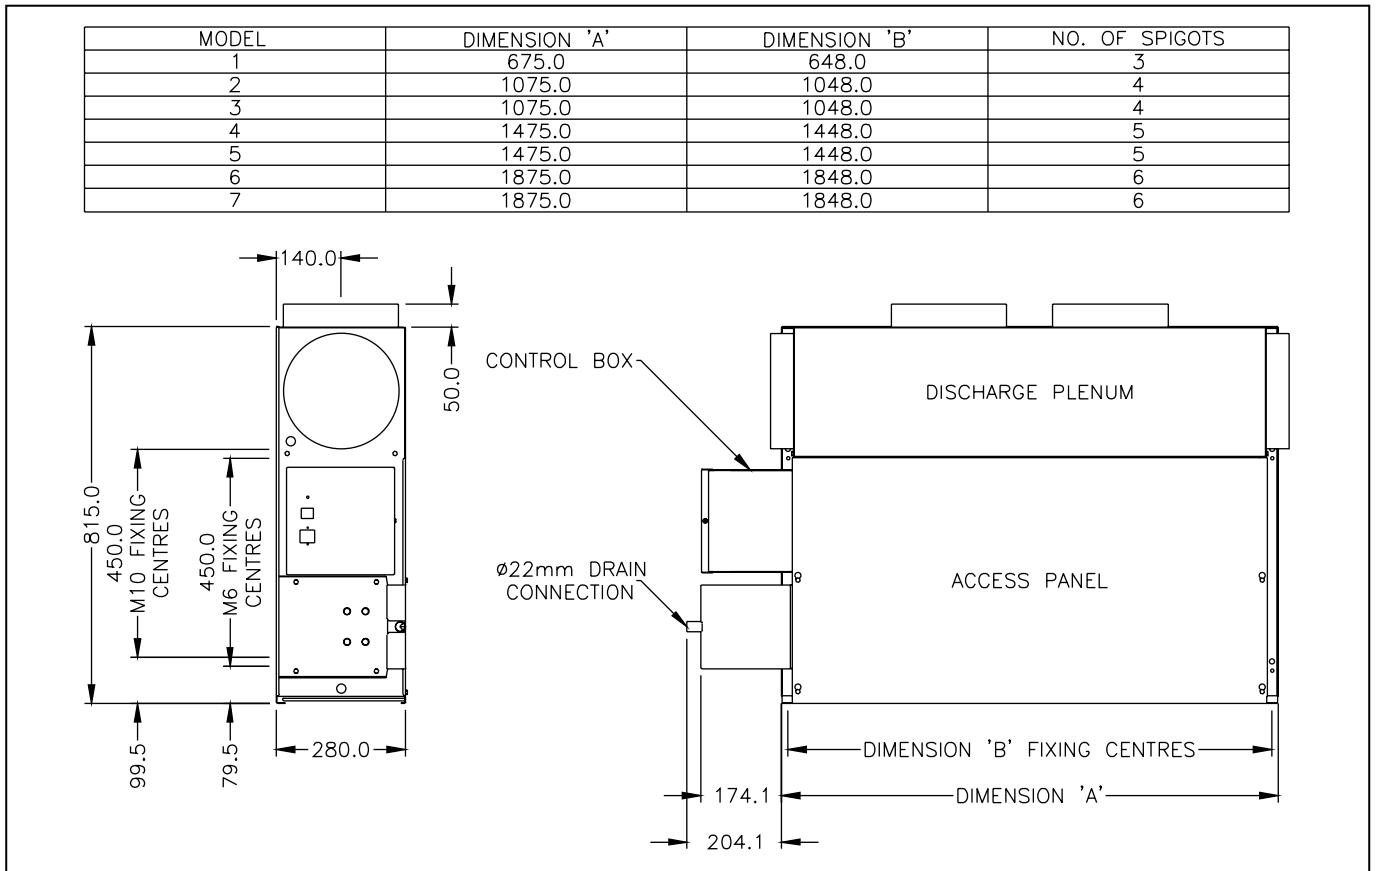 MODEL DIMENSION 'A' DIMENSION 'B' NO. OF SPIGOTS
1 675.0 648.0 3
2 1075.0 1048.0 4
3 1075.0 1048.0 4
4 1475.0 1448.0 5
5 1475.0 1448.0 5
6 1875.0 1848.0 6
7 1875.0 1848.0 6
140.0
50.0
815.0
450.0
M10 FIXING
CENTRES
450.0
M6 FIXING
CENTRES
99.5
79.5
280.0
CONTROL BOX
DISCHARGE PLENUM
ø22mm DRAIN
CONNECTION
ACCESS PANEL
DIMENSION 'B' FIXING CENTRES
174.1
DIMENSION 'A'
204.1